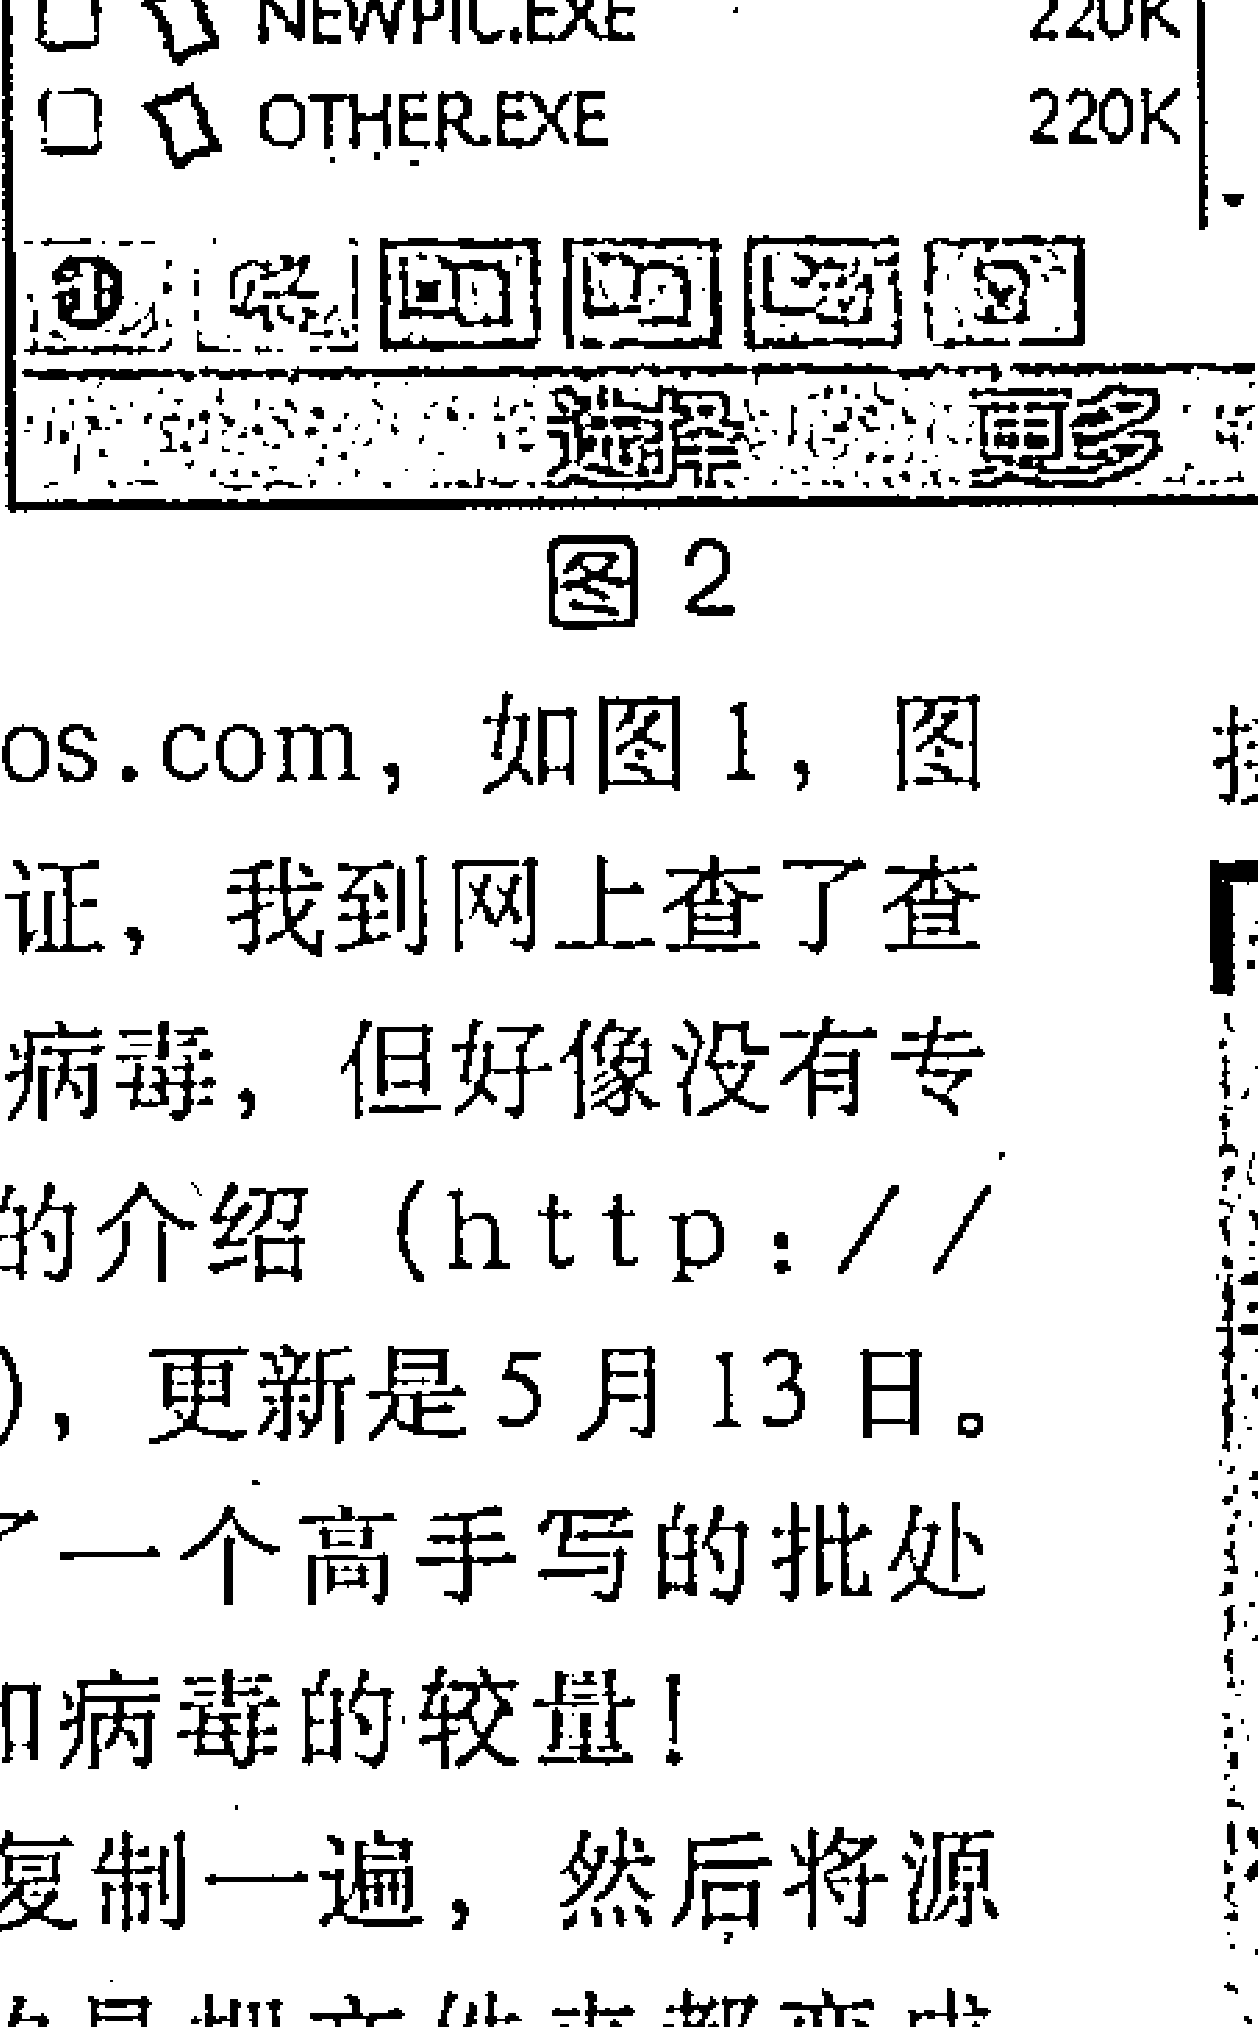 NEWPIC.EXE 220K
OTHER.EXE 220K
选择 更多
图 2
os.com，如图1，图
证，我到网上查了查
病毒，但好像没有专
的介绍（http://
），更新是5月13日。
了一个高手写的批处
和病毒的较量！
复制一遍，然后将源